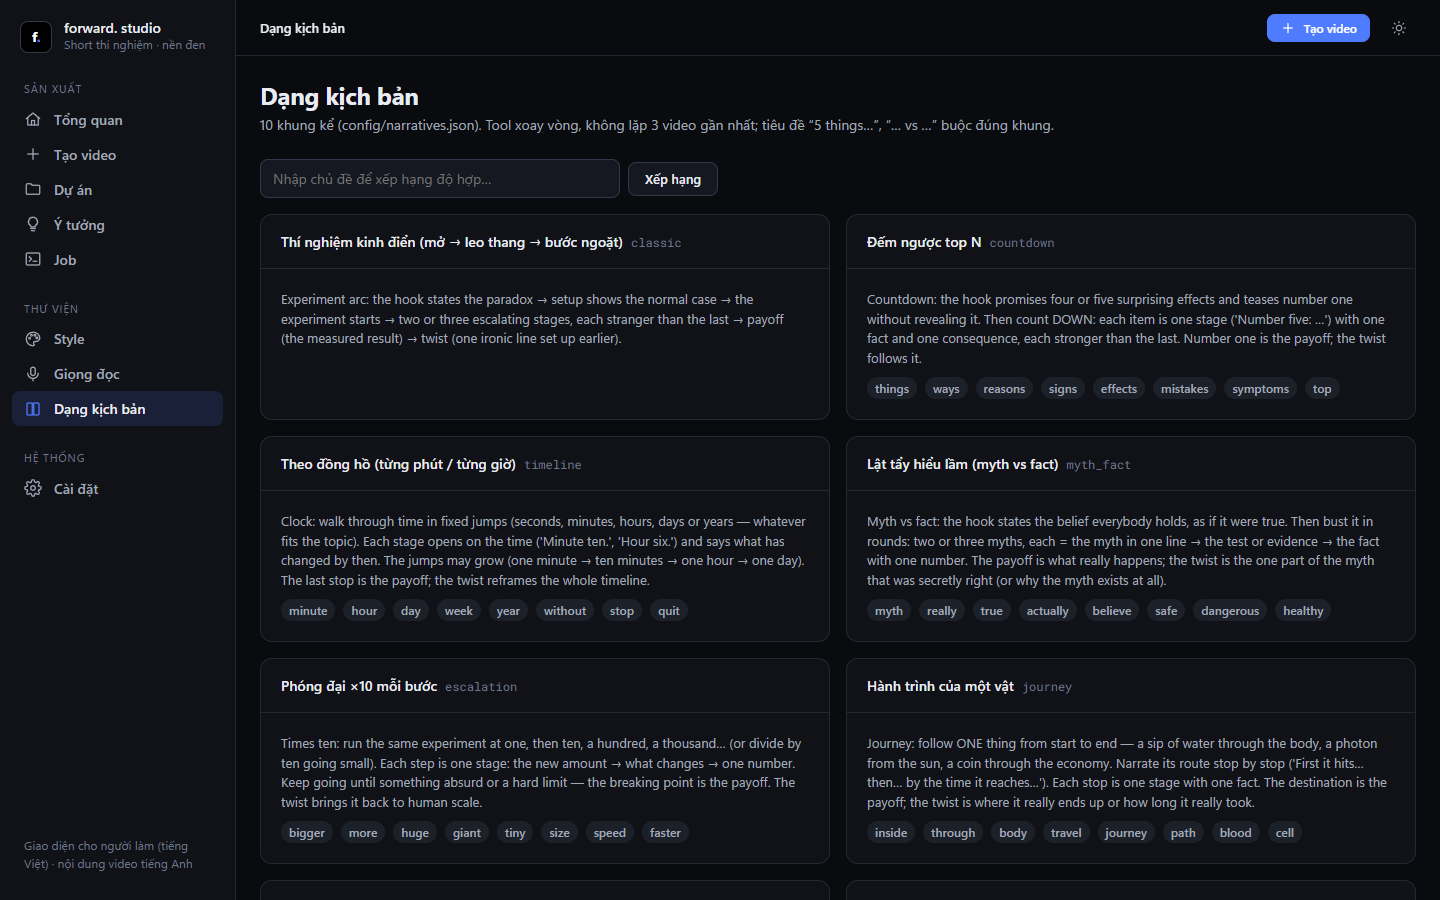 f.
forward. studio
Short thí nghiệm · nền đen
SẢN XUẤT
Tổng quan
Tạo video
Dự án
Ý tưởng
Job
THƯ VIỆN
Style
Giọng đọc
Dạng kịch bản
HỆ THỐNG
Cài đặt
Giao diện cho người làm (tiếng
Việt) · nội dung video tiếng Anh
Dạng kịch bản
Tạo video
Dạng kịch bản
10 khung kể (config/narratives.json). Tool xoay vòng, không lặp 3 video gần nhất; tiêu đề “5 things…”, “… vs …” buộc đúng khung.
Nhập chủ đề để xếp hạng độ hợp…
Xếp hạng
Thí nghiệm kinh điển (mở → leo thang → bước ngoặt) classic
Experiment arc: the hook states the paradox → setup shows the normal case → the
experiment starts → two or three escalating stages, each stranger than the last → payoff
(the measured result) → twist (one ironic line set up earlier).
Đếm ngược top N countdown
Countdown: the hook promises four or five surprising effects and teases number one
without revealing it. Then count DOWN: each item is one stage ('Number five: …') with one
fact and one consequence, each stronger than the last. Number one is the payoff; the twist
follows it.
things ways reasons signs effects mistakes symptoms top
Theo đồng hồ (từng phút / từng giờ) timeline
Clock: walk through time in fixed jumps (seconds, minutes, hours, days or years — whatever
fits the topic). Each stage opens on the time ('Minute ten.', 'Hour six.') and says what has
changed by then. The jumps may grow (one minute → ten minutes → one hour → one day).
The last stop is the payoff; the twist reframes the whole timeline.
minute hour day week year without stop quit
Lật tẩy hiểu lầm (myth vs fact) myth_fact
Myth vs fact: the hook states the belief everybody holds, as if it were true. Then bust it in
rounds: two or three myths, each = the myth in one line → the test or evidence → the fact
with one number. The payoff is what really happens; the twist is the one part of the myth
that was secretly right (or why the myth exists at all).
myth really true actually believe safe dangerous healthy
Phóng đại ×10 mỗi bước escalation
Times ten: run the same experiment at one, then ten, a hundred, a thousand… (or divide by
ten going small). Each step is one stage: the new amount → what changes → one number.
Keep going until something absurd or a hard limit — the breaking point is the payoff. The
twist brings it back to human scale.
bigger more huge giant tiny size speed faster
Hành trình của một vật journey
Journey: follow ONE thing from start to end — a sip of water through the body, a photon
from the sun, a coin through the economy. Narrate its route stop by stop ('First it hits…
then… by the time it reaches…'). Each stop is one stage with one fact. The destination is the
payoff; the twist is where it really ends up or how long it really took.
inside through body travel journey path blood cell